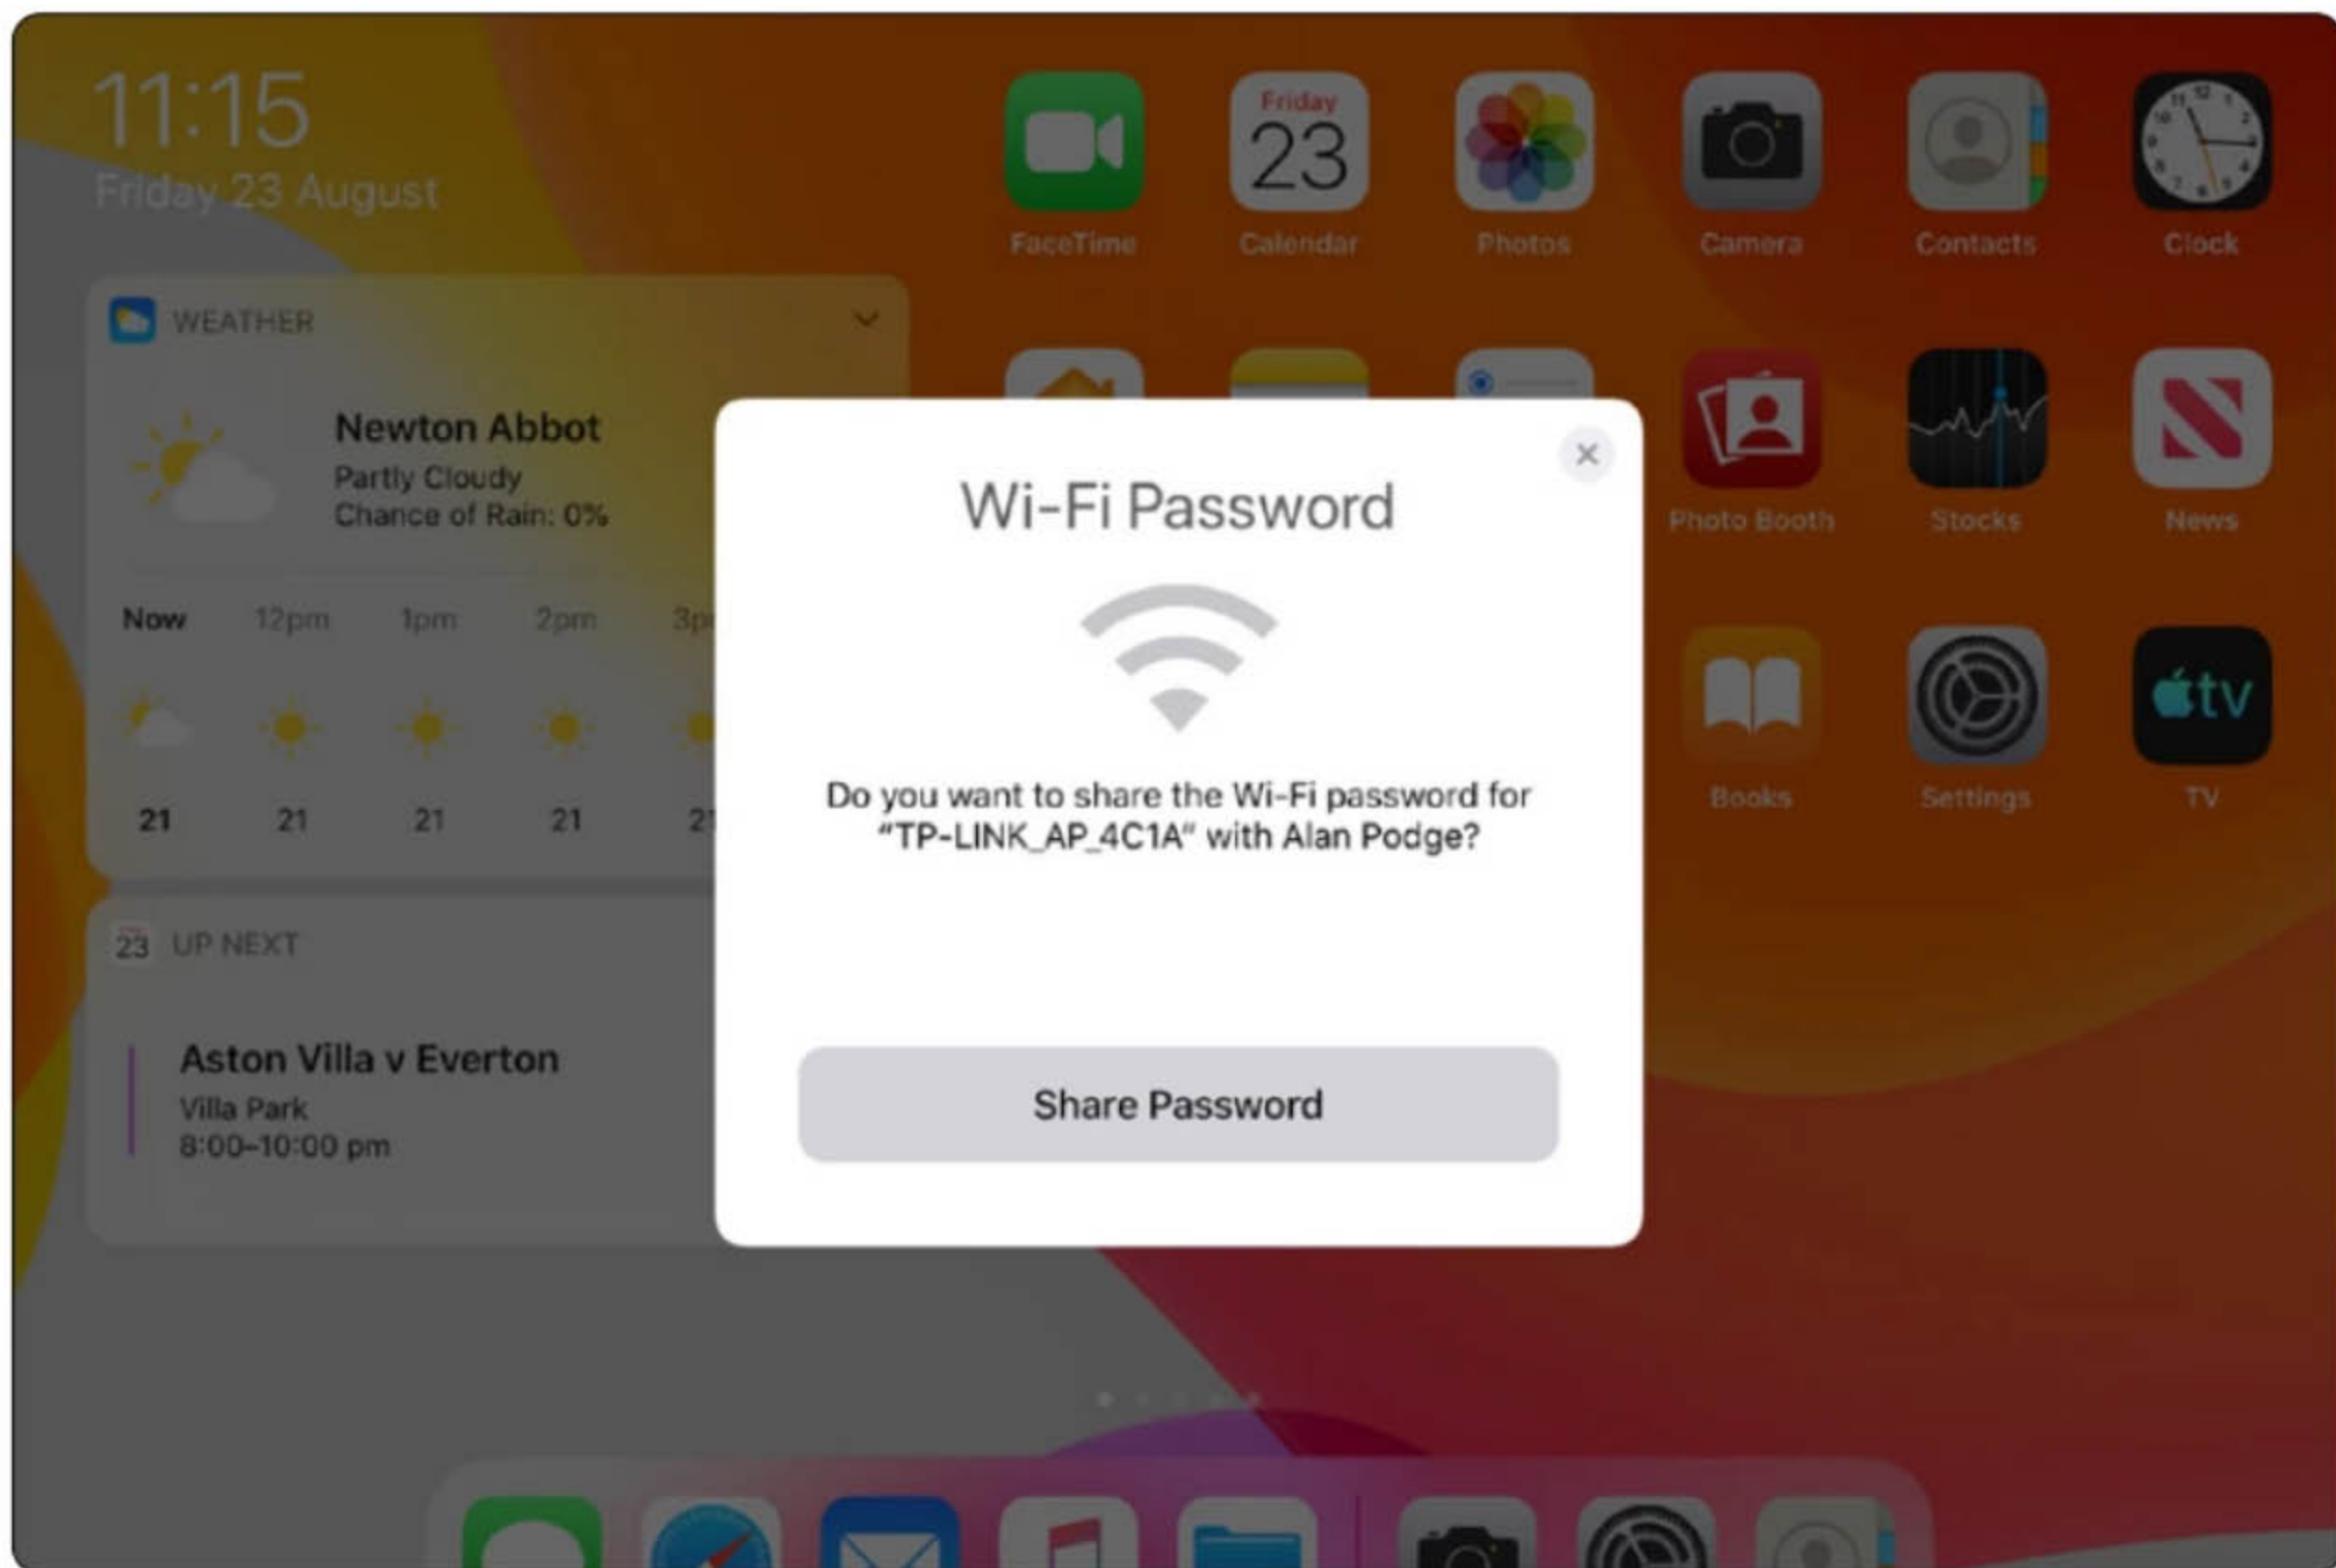 11:15
Friday 23 August
FaceTime
Friday
23
Calendar
Photos
Camera
Contacts
Clock
WEATHER
Newton Abbot
Partly Cloudy
Chance of Rain: 0%
Now 12pm 1pm 2pm
21 21 21 21
Photo Booth
Stocks
News
Wi-Fi Password
Do you want to share the Wi-Fi password for
“TP-LINK_AP_4C1A” with Alan Podge?
Share Password
Books
Settings
tv
TV
23 UP NEXT
Aston Villa v Everton
Villa Park
8:00–10:00 pm